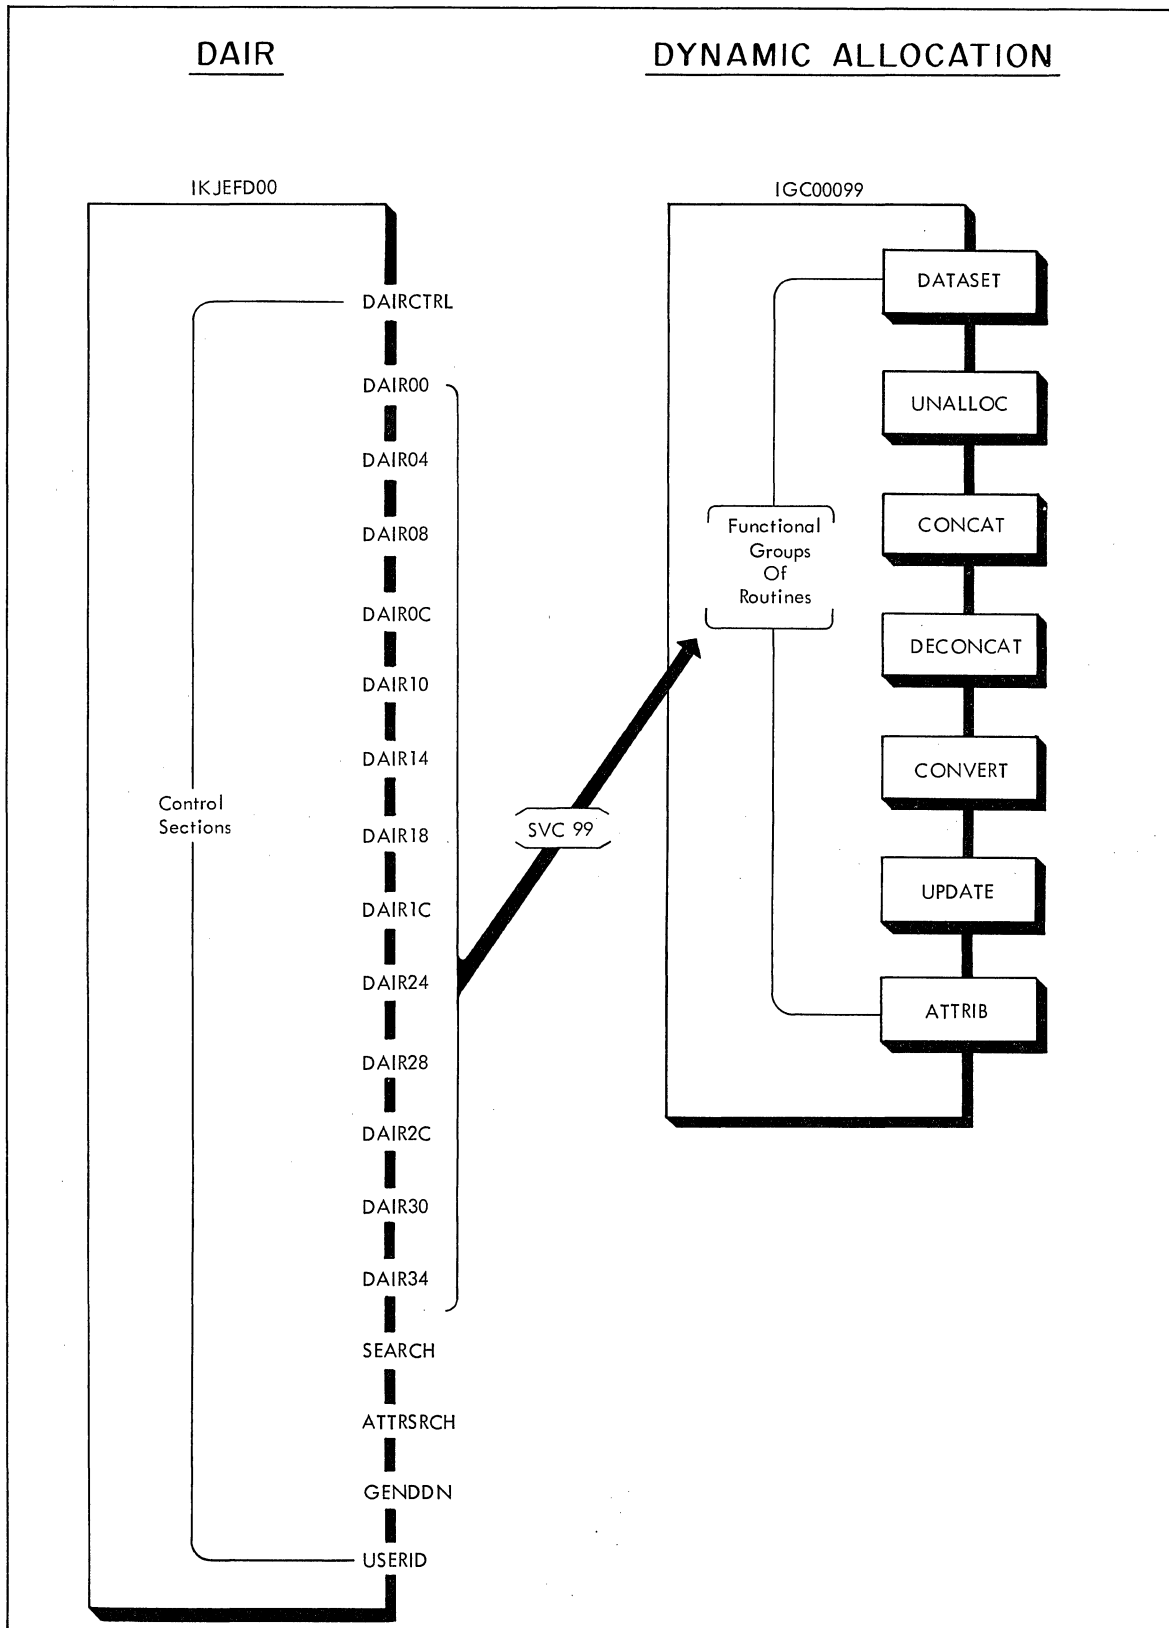 DAIR
DYNAMIC ALLOCATION
IKJEFD00
DAIRCTRL
DAIR00
DAIR04
DAIR08
DAIR0C
DAIR10
DAIR14
DAIR18
DAIR1C
DAIR24
DAIR28
DAIR2C
DAIR30
DAIR34
SEARCH
ATTRSRCH
GENDDN
USERID
Control
Sections
SVC 99
IGC00099
DATASET
UNALLOC
CONCAT
DECONCAT
CONVERT
UPDATE
ATTRIB
Functional
Groups
Of
Routines